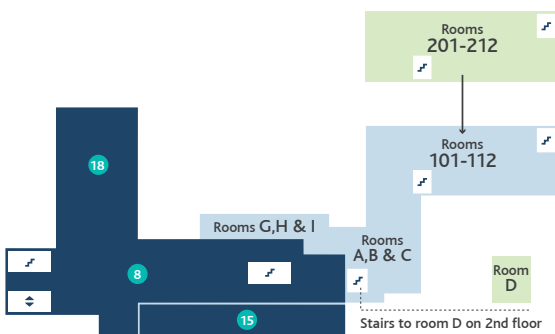 Rooms
201-212
Rooms
101-112
18
Rooms G,H & I
Rooms
A,B & C
8
Room
D
15
Stairs to room D on 2nd floor